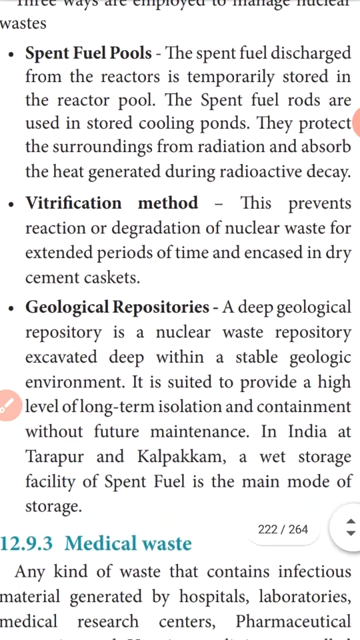 Three ways are employed to manage nuclear
wastes
• Spent Fuel Pools - The spent fuel discharged
from the reactors is temporarily stored in
the reactor pool. The Spent fuel rods are
used in stored cooling ponds. They protect
the surroundings from radiation and absorb
the heat generated during radioactive decay.
• Vitrification method – This prevents
reaction or degradation of nuclear waste for
extended periods of time and encased in dry
cement caskets.
• Geological Repositories - A deep geological
repository is a nuclear waste repository
excavated deep within a stable geologic
environment. It is suited to provide a high
level of long-term isolation and containment
without future maintenance. In India at
Tarapur and Kalpakkam, a wet storage
facility of Spent Fuel is the main mode of
storage.
222 / 264
12.9.3 Medical waste
Any kind of waste that contains infectious
material generated by hospitals, laboratories,
medical research centers, Pharmaceutical